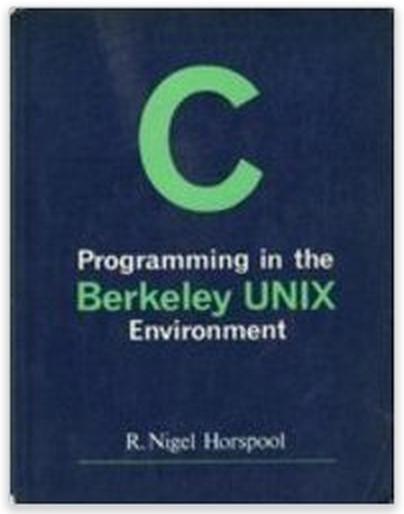 C
Programming in the
Berkeley UNIX
Environment
R. Nigel Horspool